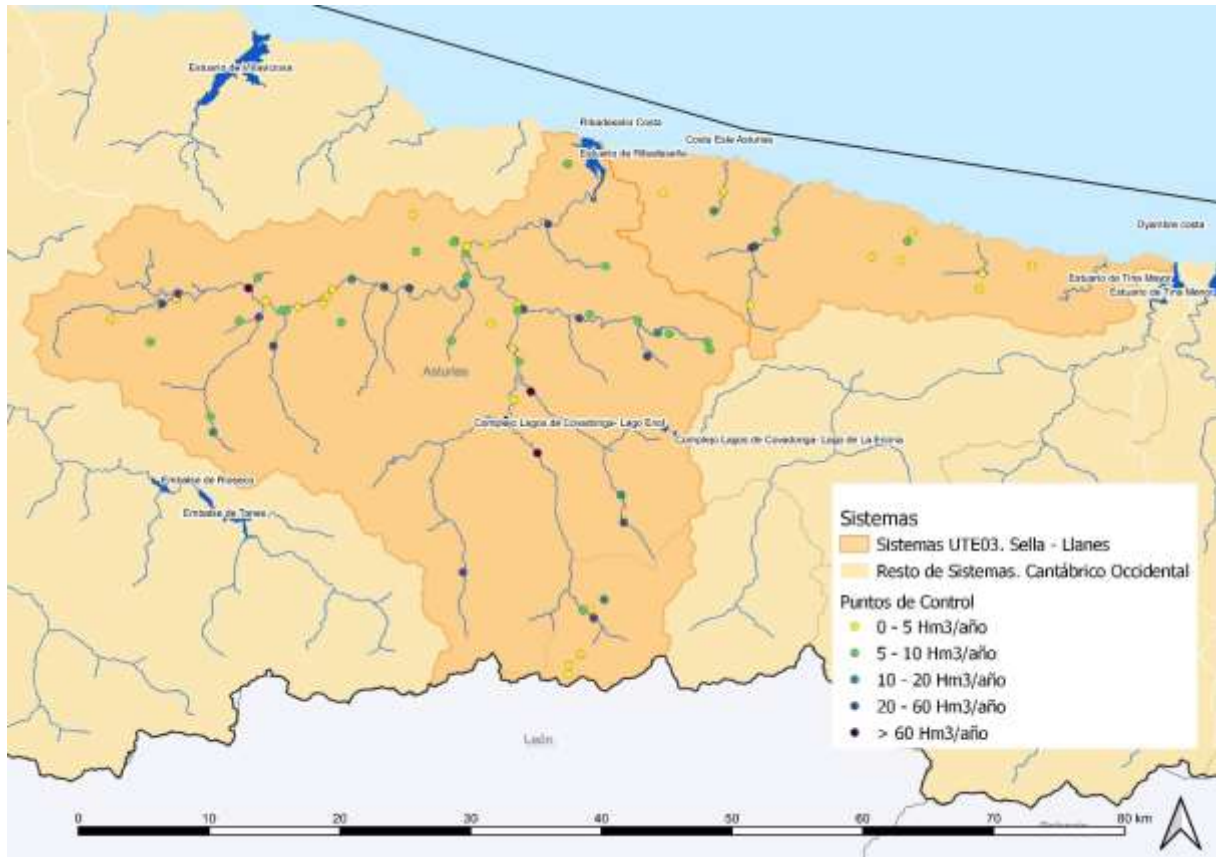 Estuario de Villaviciosa
Ribadesella Costa
Costa Este Asturias
Estuario de Ribadesella
Oyambre costa
Estuario de Tina Mayor
Estuario de Tina Menor
Asturias
Complejo Lagos de Covadonga- Lago Enol
Complejo Lagos de Covadonga- Lago de La Ercina
Embalse de Rioseco
Embalse de Tanes
Sistemas
Sistemas UTE03. Sella - Llanes
Resto de Sistemas. Cantábrico Occidental
Puntos de Control
0 - 5 Hm3/año
5 - 10 Hm3/año
10 - 20 Hm3/año
20 - 60 Hm3/año
> 60 Hm3/año
León
0 10 20 30 40 50 60 70 80 km